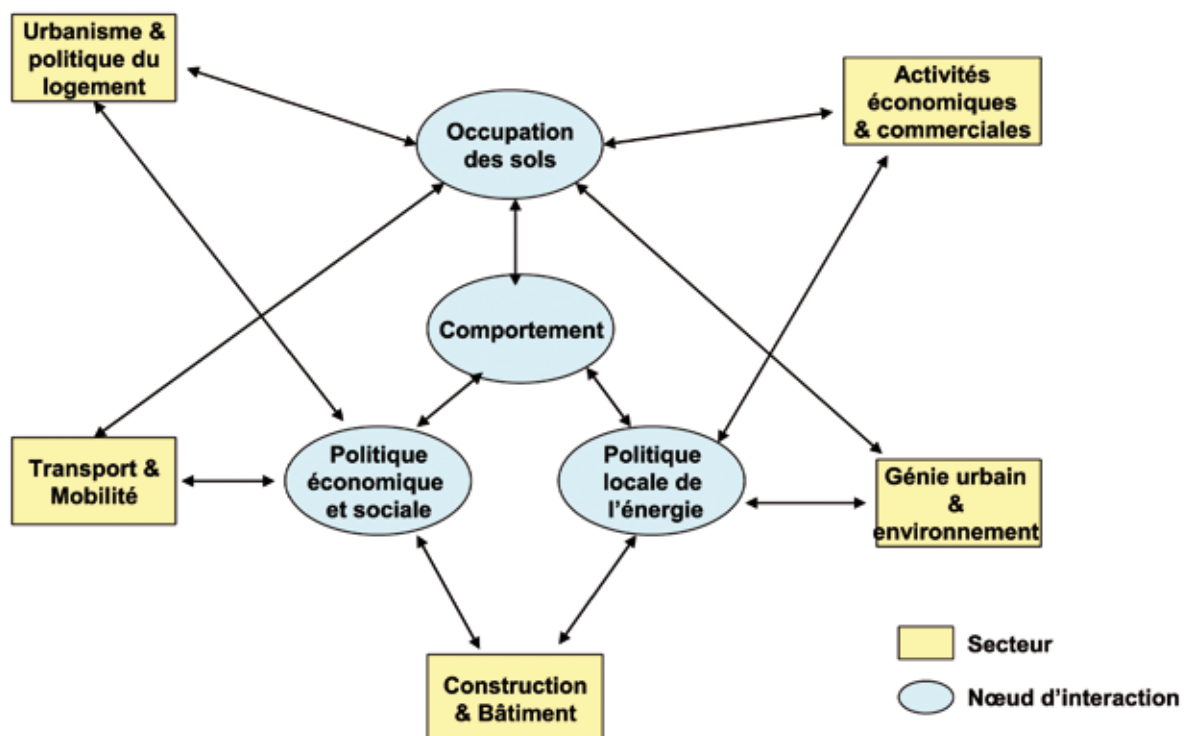 Urbanisme &
politique du
logement
Activités
économiques
& commerciales
Occupation
des sols
Comportement
Transport &
Mobilité
Politique
économique
et sociale
Politique
locale de
l'énergie
Génie urbain
&
environnement
Construction
& Bâtiment
Secteur
Nœud d'interaction